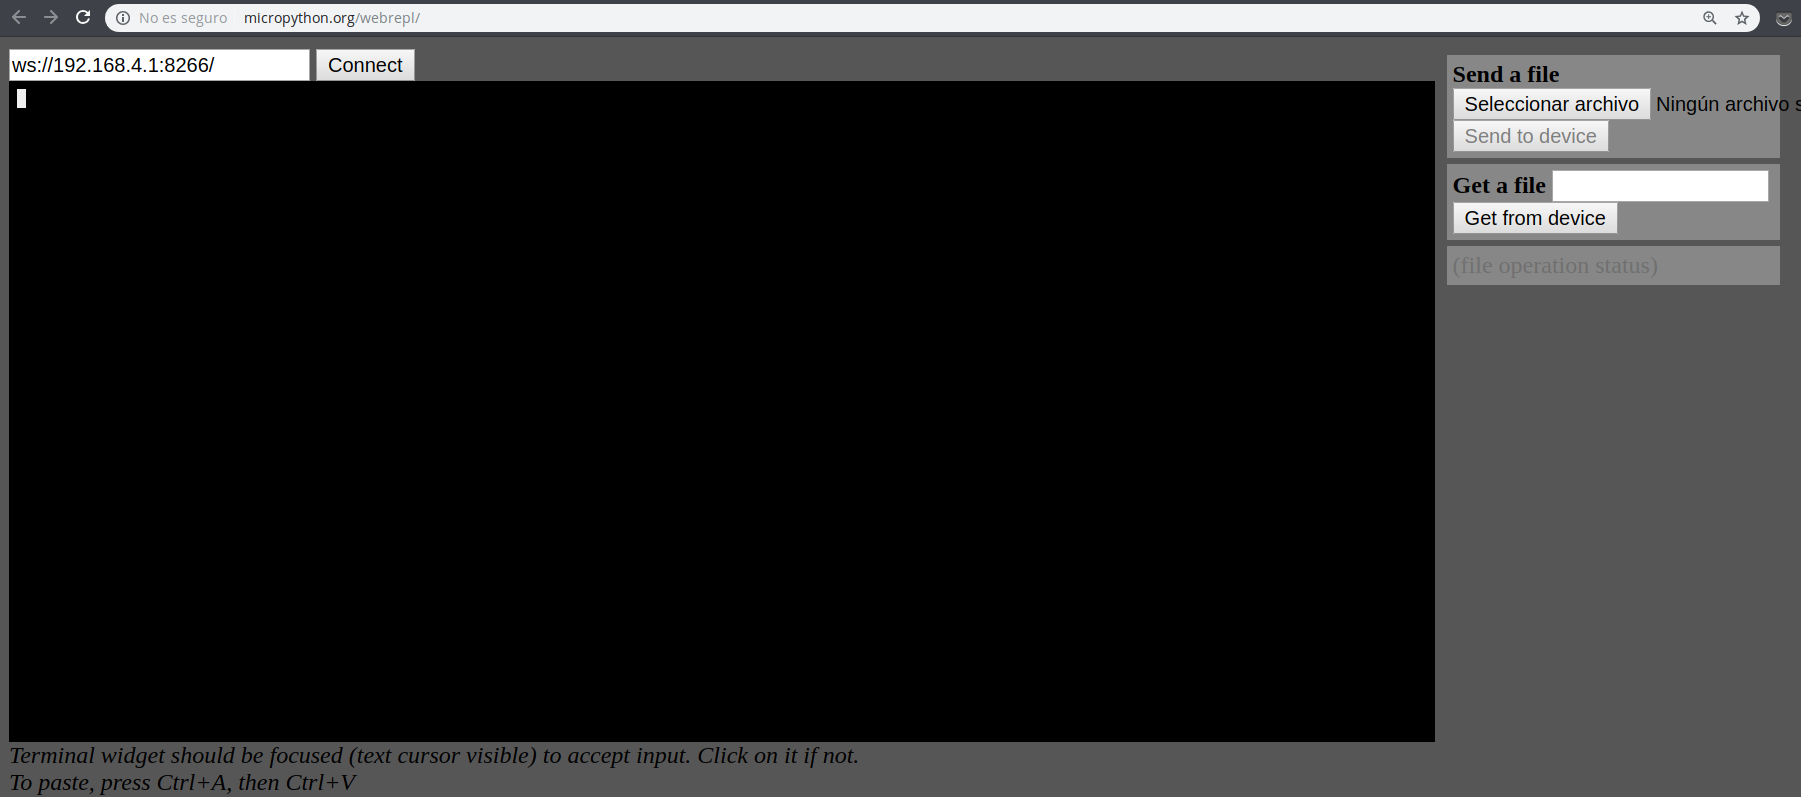 No es seguro micropython.org/webrepl/
ws://192.168.4.1:8266/ Connect
Send a file
Seleccionar archivo Ningún archivo s
Send to device
Get a file
Get from device
(file operation status)
Terminal widget should be focused (text cursor visible) to accept input. Click on it if not.
To paste, press Ctrl+A, then Ctrl+V